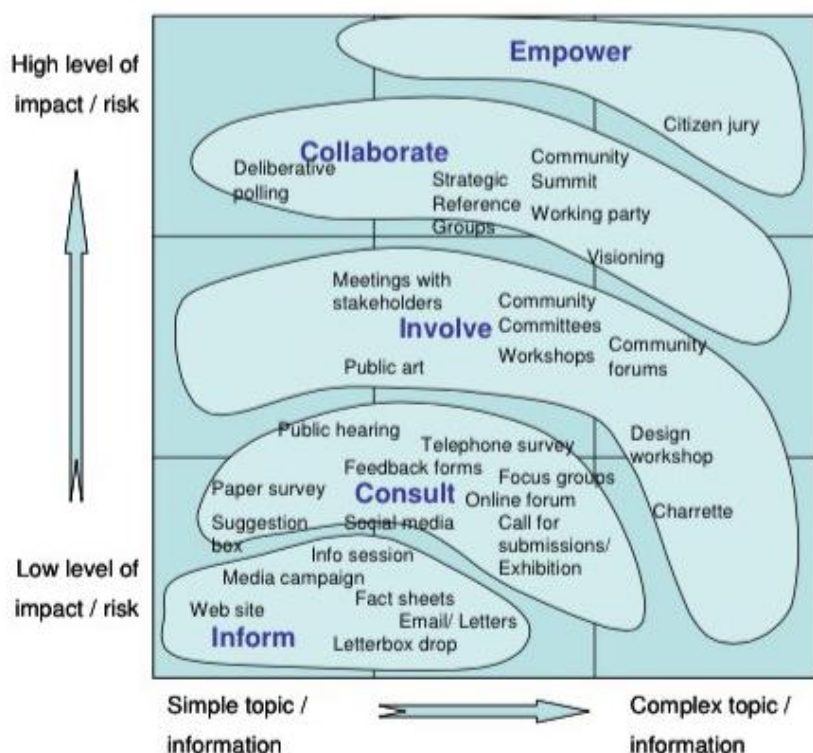 Empower
High level of
impact / risk
Citizen jury
Collaborate
Deliberative
polling
Strategic
Reference
Groups
Community
Summit
Working party
Visioning
Meetings with
stakeholders
Involve
Community
Committees
Workshops
Community
forums
Public art
Public hearing
Telephone survey
Design
workshop
Feedback forms
Paper survey
Consult
Focus groups
Online forum
Suggestion
box
Social media
Call for
submissions/
Exhibition
Charrette
Low level of
impact / risk
Info session
Media campaign
Web site
Fact sheets
Email/ Letters
Inform
Letterbox drop
Simple topic /
information
Complex topic /
information